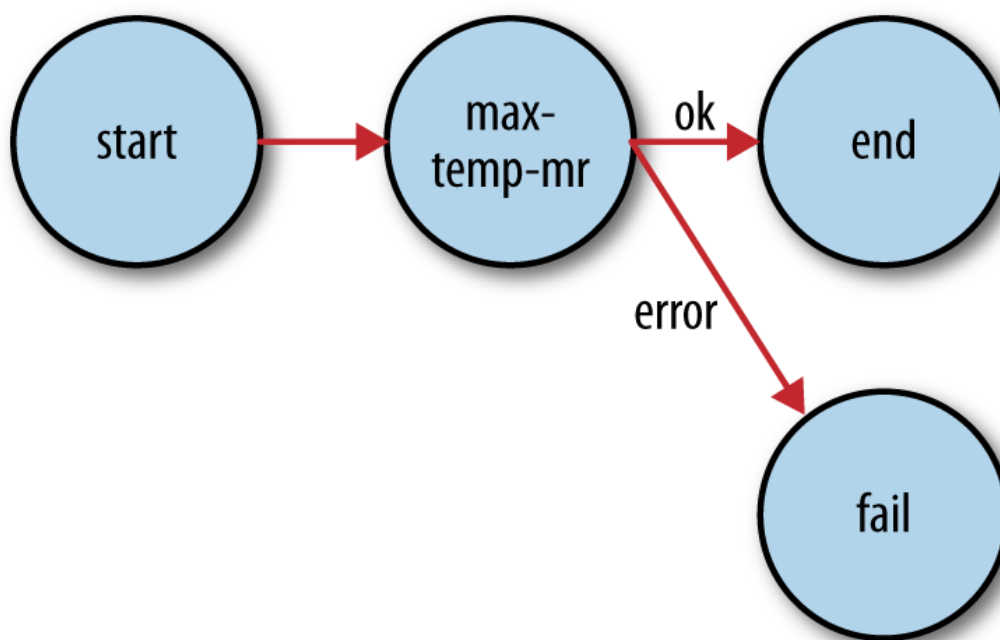 start
max-
temp-mr
ok
end
error
fail